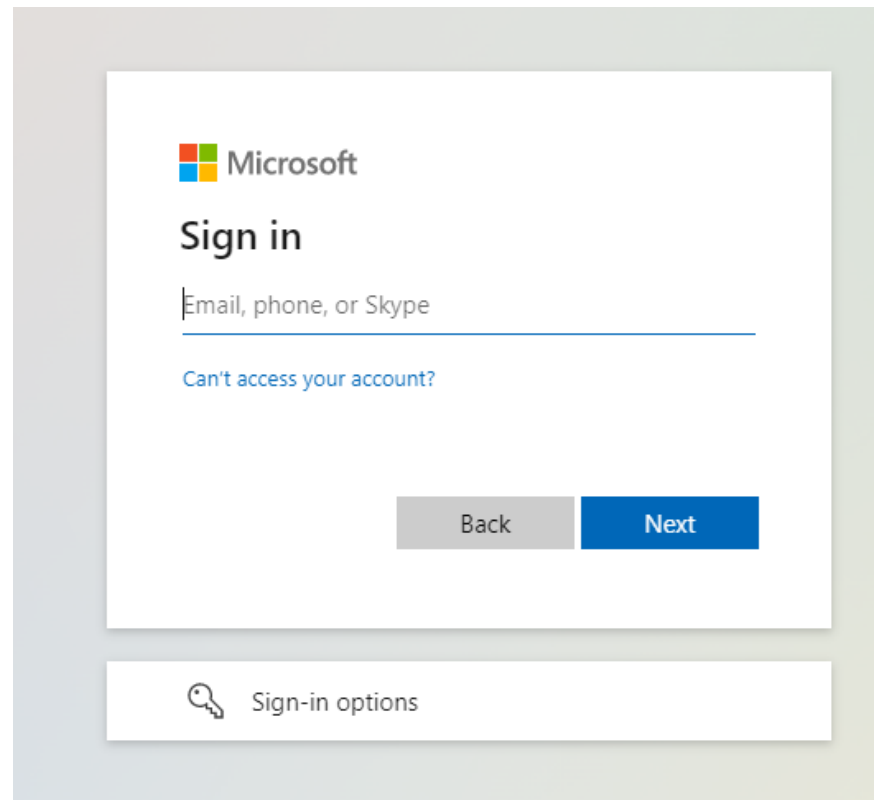 Microsoft
Sign in
Email, phone, or Skype
Can't access your account?
Back
Next
Sign-in options